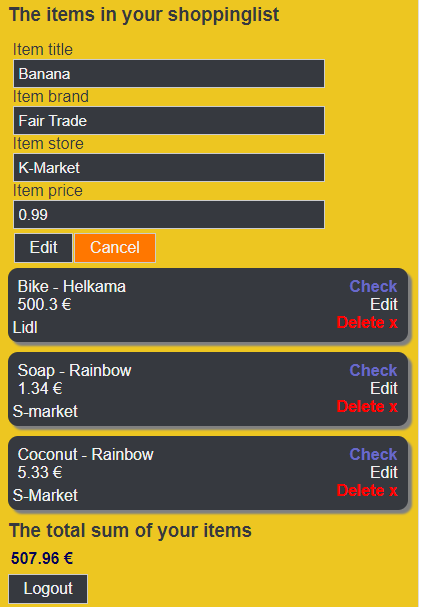 The items in your shoppinglist
Item title
Banana
Item brand
Fair Trade
Item store
K-Market
Item price
0.99
Edit Cancel
Bike - Helkama Check
500.3 € Edit
Lidl Delete x
Soap - Rainbow Check
1.34 € Edit
S-market Delete x
Coconut - Rainbow Check
5.33 € Edit
S-Market Delete x
The total sum of your items
507.96 €
Logout